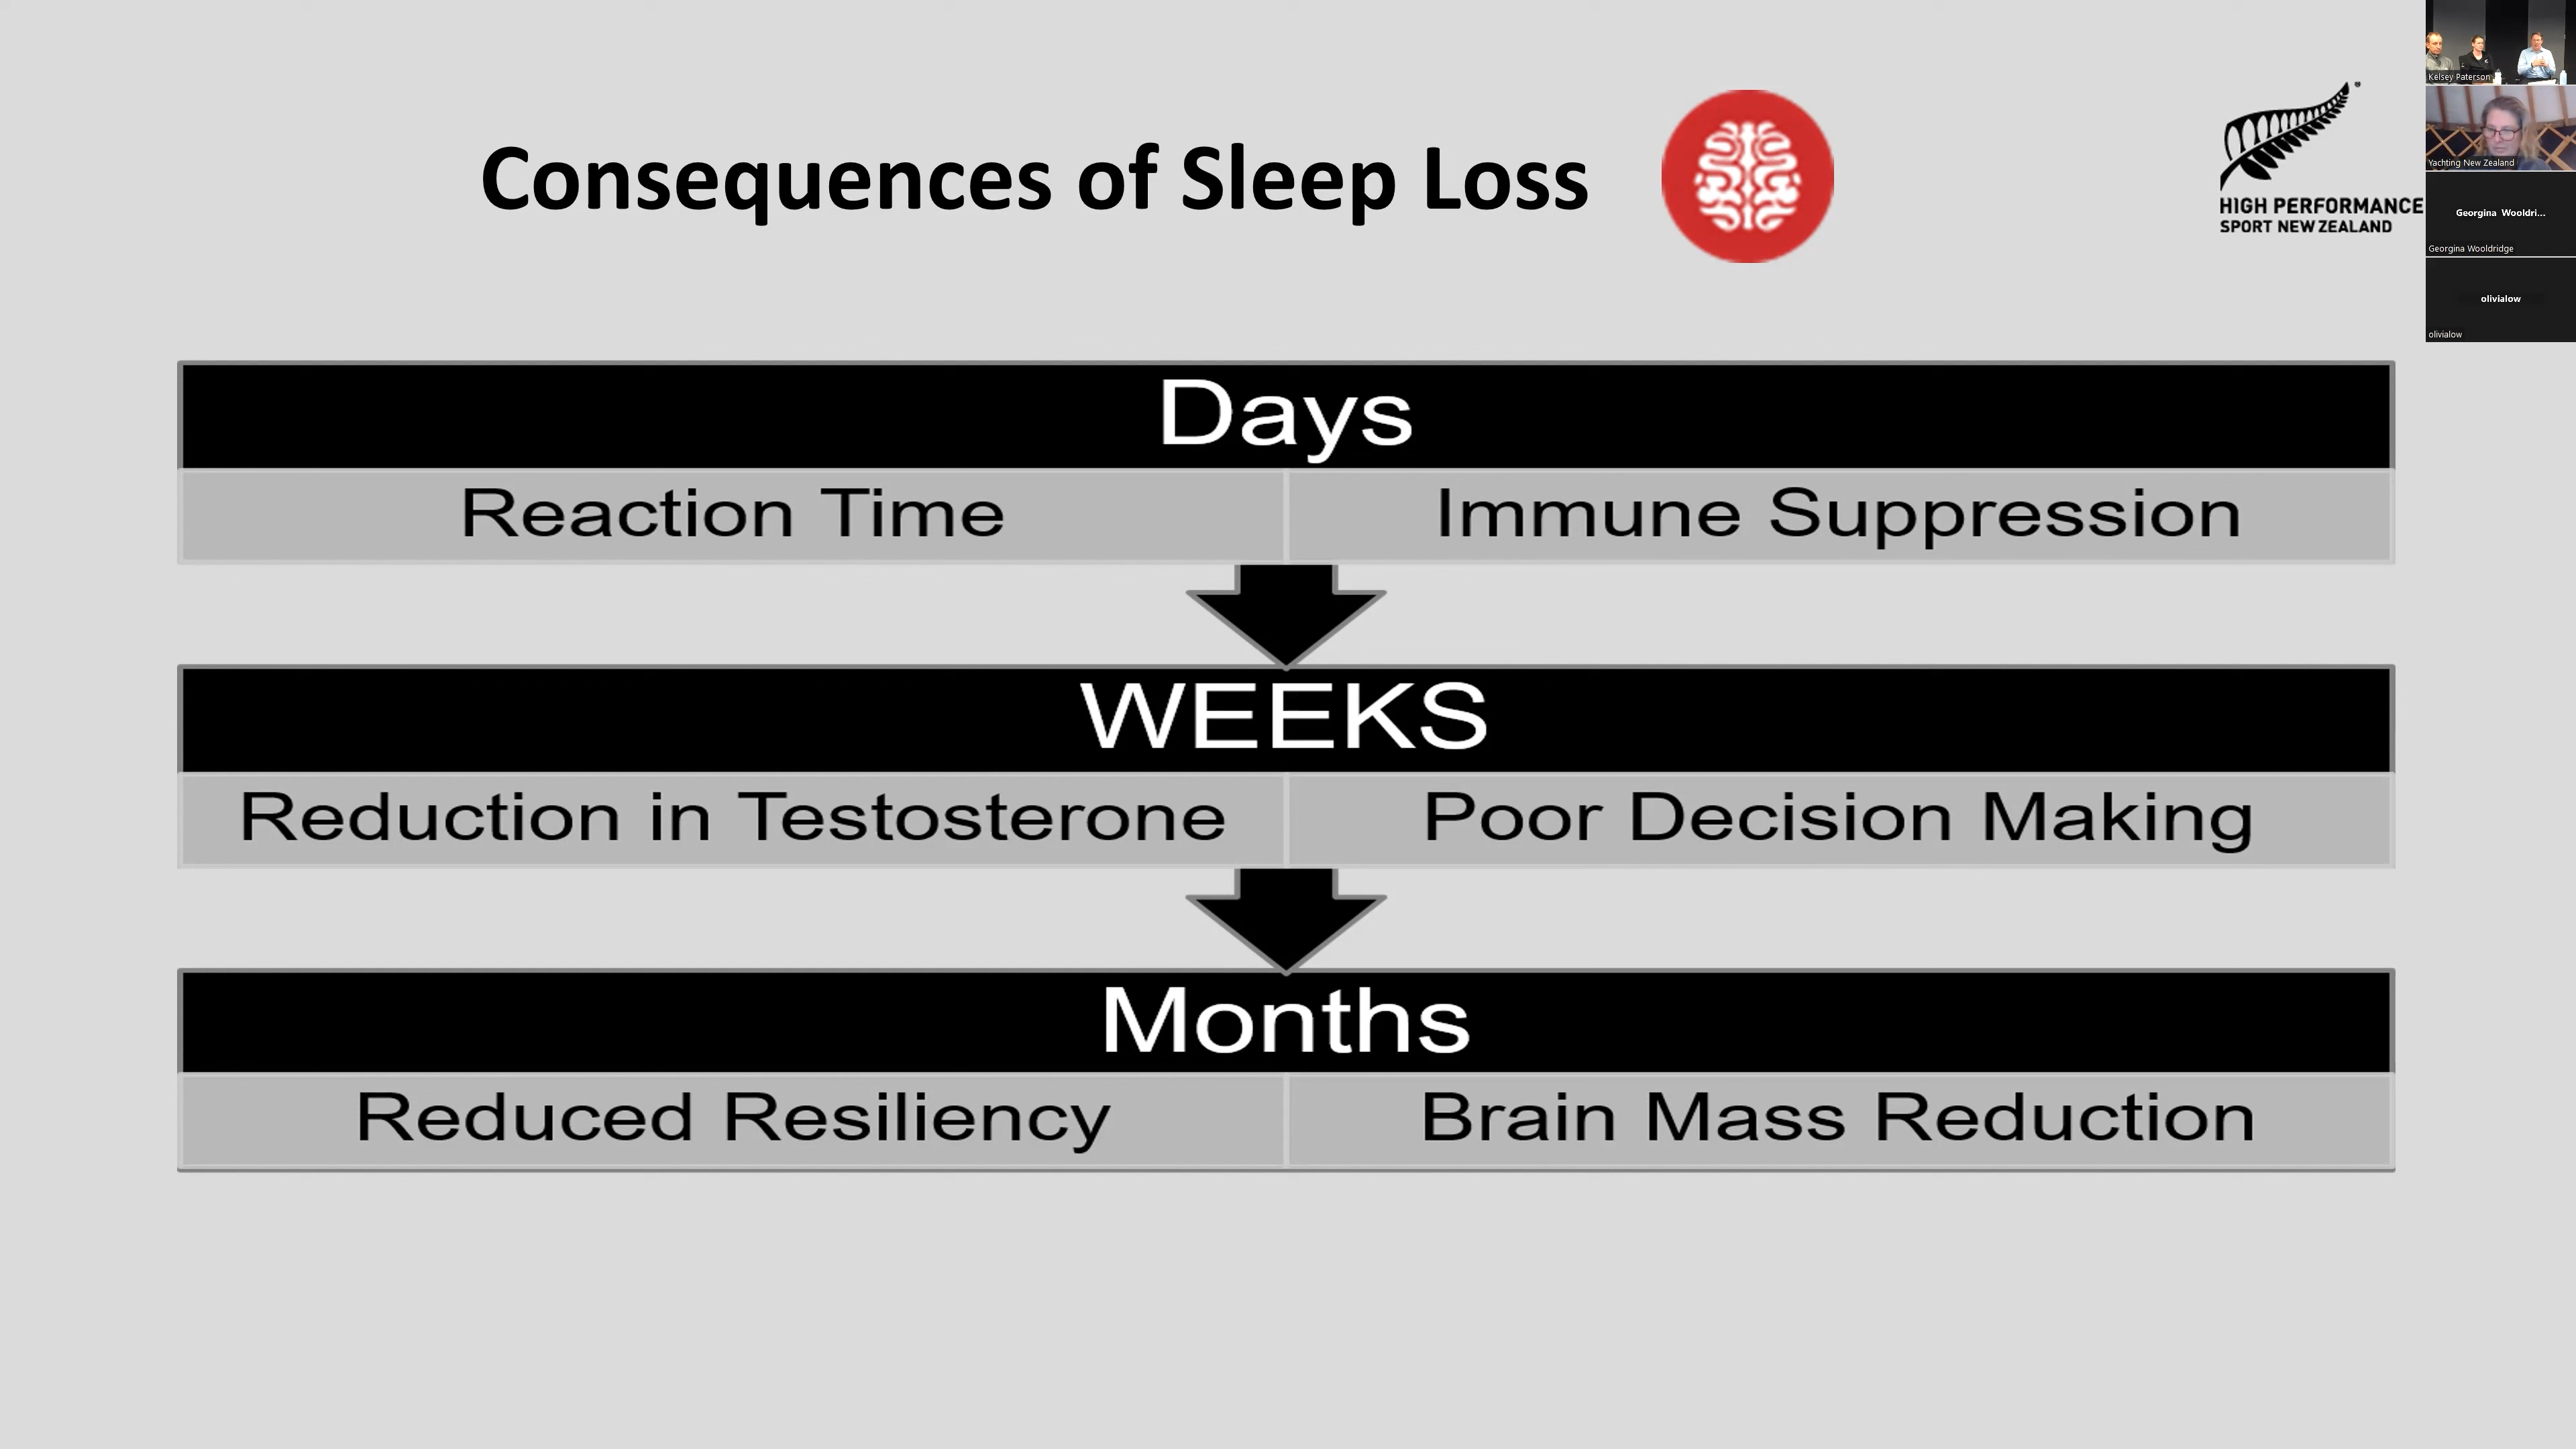 Consequences of Sleep Loss
HIGH PERFORMANCE
SPORT NEW ZEALAND
Kelsey Paterson
Yachting New Zealand
Georgina Wooldri...
Georgina Wooldridge
olivialow
olivialow
Days
Reaction Time
Immune Suppression
WEEKS
Reduction in Testosterone
Poor Decision Making
Months
Reduced Resiliency
Brain Mass Reduction